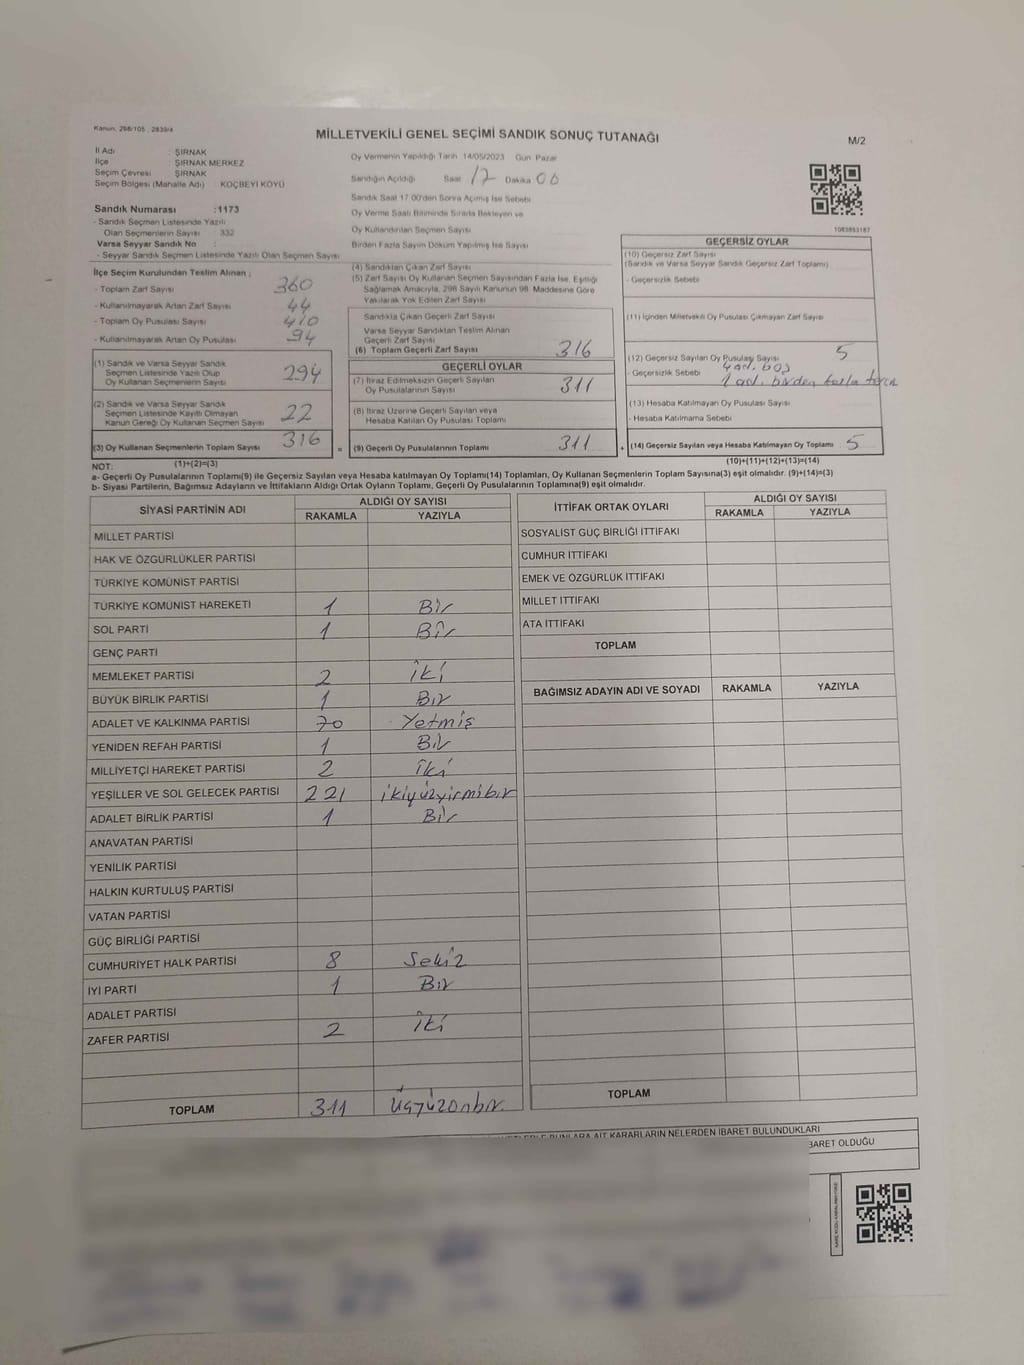 Kanun, 298/105 , 2839/4
MİLLETVEKİLİ GENEL SEÇİMİ SANDIK SONUÇ TUTANAĞI
M/2
İl Adı : ŞIRNAK
İlçe : ŞIRNAK MERKEZ
Seçim Çevresi : ŞIRNAK
Seçim Bölgesi (Mahalle Adı) : KOÇBEYİ KÖYÜ
Sandık Numarası :1173
- Sandık Seçmen Listesinde Yazılı
Olan Seçmenlerin Sayısı 332
Varsa Seyyar Sandık No :
- Seyyar Sandık Seçmen Listesinde Yazılı Olan Seçmen Sayısı
Oy Vermenin Yapıldığı Tarih 14/05/2023 Gün Pazar
Sandığın Açıldığı Saat 17 Dakika 06
Sandık Saat 17.00'den Sonra Açılmış İse Sebebi
Oy Verme Saati Bitiminde Sırada Bekleyen ve
Oy Kullandırılan Seçmen Sayısı
Birden Fazla Sayım Döküm Yapılmış İse Sayısı
İlçe Seçim Kurulundan Teslim Alınan ;
- Toplam Zarf Sayısı 360
- Kullanılmayarak Artan Zarf Sayısı 44
- Toplam Oy Pusulası Sayısı 410
- Kullanılmayarak Artan Oy Pusulası 94
(1) Sandık ve Varsa Seyyar Sandık
Seçmen Listesinde Yazılı Olup
Oy Kullanan Seçmenlerin Sayısı 294
(2) Sandık ve Varsa Seyyar Sandık
Seçmen Listesinde Kayıtlı Olmayan
Kanun Gereği Oy Kullanan Seçmen Sayısı 22
(3) Oy Kullanan Seçmenlerin Toplam Sayısı 316
(4) Sandıktan Çıkan Zarf Sayısı
(5) Zarf Sayısı Oy Kullanan Seçmen Sayısından Fazla İse, Eşitliği
Sağlamak Amacıyla, 298 Sayılı Kanunun 98. Maddesine Göre
Yakılarak Yok Edilen Zarf Sayısı
Sandıkta Çıkan Geçerli Zarf Sayısı
Varsa Seyyar Sandıktan Teslim Alınan
Geçerli Zarf Sayısı
(6) Toplam Geçerli Zarf Sayısı 316
GEÇERLİ OYLAR
(7) İtiraz Edilmeksizin Geçerli Sayılan
Oy Pusulalarının Sayısı 311
(8) İtiraz Üzerine Geçerli Sayılan veya
Hesaba Katılan Oy Pusulalarının Toplamı
= (9) Geçerli Oy Pusulalarının Toplamı 311
1083853187
GEÇERSİZ OYLAR
(10) Geçersiz Zarf Sayısı
(Sandık ve Varsa Seyyar Sandık Geçersiz Zarf Toplamı)
- Geçersizlik Sebebi
(11) İçinden Milletvekili Oy Pusulası Çıkmayan Zarf Sayısı
(12) Geçersiz Sayılan Oy Pusulası Sayısı 5
- Geçersizlik Sebebi 4 ad. boş
1 ad. birden fazla
(13) Hesaba Katılmayan Oy Pusulası Sayısı
- Hesaba Katılmama Sebebi
+ (14) Geçersiz Sayılan veya Hesaba Katılmayan Oy Toplamı 5
NOT: (1)+(2)=(3)
(10)+(11)+(12)+(13)=(14)
a- Geçerli Oy Pusulalarının Toplamı(9) ile Geçersiz Sayılan veya Hesaba katılmayan Oy Toplamı(14) Toplamları, Oy Kullanan Seçmenlerin Toplam Sayısına(3) eşit olmalıdır. (9)+(14)=(3)
b- Siyasi Partilerin, Bağımsız Adayların ve İttifakların Aldığı Ortak Oyların Toplamı, Geçerli Oy Pusulalarının Toplamına(9) eşit olmalıdır.
SİYASİ PARTİNİN ADI ALDIĞI OY SAYISI
RAKAMLA YAZIYLA
MİLLET PARTİSİ
HAK VE ÖZGÜRLÜKLER PARTİSİ
TÜRKİYE KOMÜNİST PARTİSİ
TÜRKİYE KOMÜNİST HAREKETİ 1 Bir
SOL PARTİ 1 Bir
GENÇ PARTİ
MEMLEKET PARTİSİ 2 İki
BÜYÜK BİRLİK PARTİSİ 1 Bir
ADALET VE KALKINMA PARTİSİ 70 Yetmiş
YENİDEN REFAH PARTİSİ 1 Bir
MİLLİYETÇİ HAREKET PARTİSİ 2 İki
YEŞİLLER VE SOL GELECEK PARTİSİ 221 ikiyüzyirmibir
ADALET BİRLİK PARTİSİ 1 Bir
ANAVATAN PARTİSİ
YENİLİK PARTİSİ
HALKIN KURTULUŞ PARTİSİ
VATAN PARTİSİ
GÜÇ BİRLİĞİ PARTİSİ
CUMHURİYET HALK PARTİSİ 8 Sekiz
İYİ PARTİ 1 Bir
ADALET PARTİSİ
ZAFER PARTİSİ 2 İki
TOPLAM 311 Üçyüzonbir
İTTİFAK ORTAK OYLARI ALDIĞI OY SAYISI
RAKAMLA YAZIYLA
SOSYALİST GÜÇ BİRLİĞİ İTTİFAKI
CUMHUR İTTİFAKI
EMEK VE ÖZGÜRLÜK İTTİFAKI
MİLLET İTTİFAKI
ATA İTTİFAKI
TOPLAM
BAĞIMSIZ ADAYIN ADI VE SOYADI RAKAMLA YAZIYLA
TOPLAM
BUNLARA AİT KARARLARIN NELERDEN İBARET BULUNDUKLARI
İBARET OLDUĞU